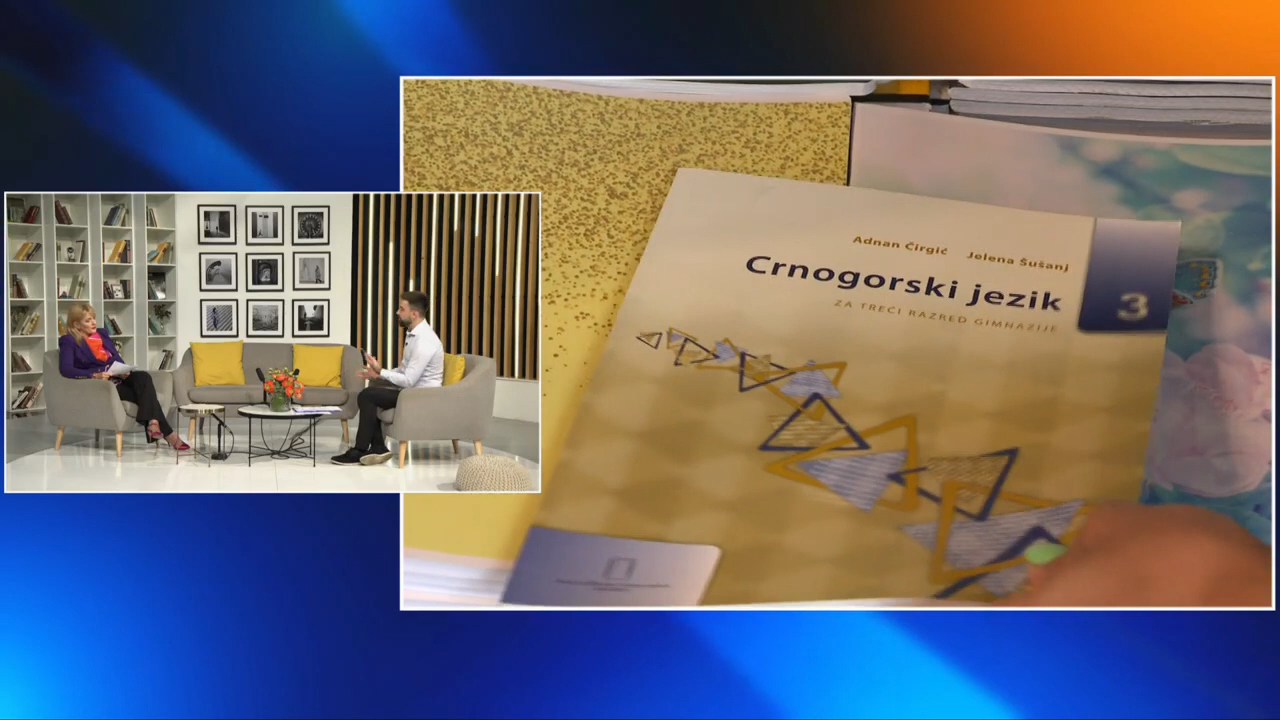 Adnan Čirgić Jelena Šušanj
Crnogorski jezik
ZA TREĆI RAZRED GIMNAZIJE
3